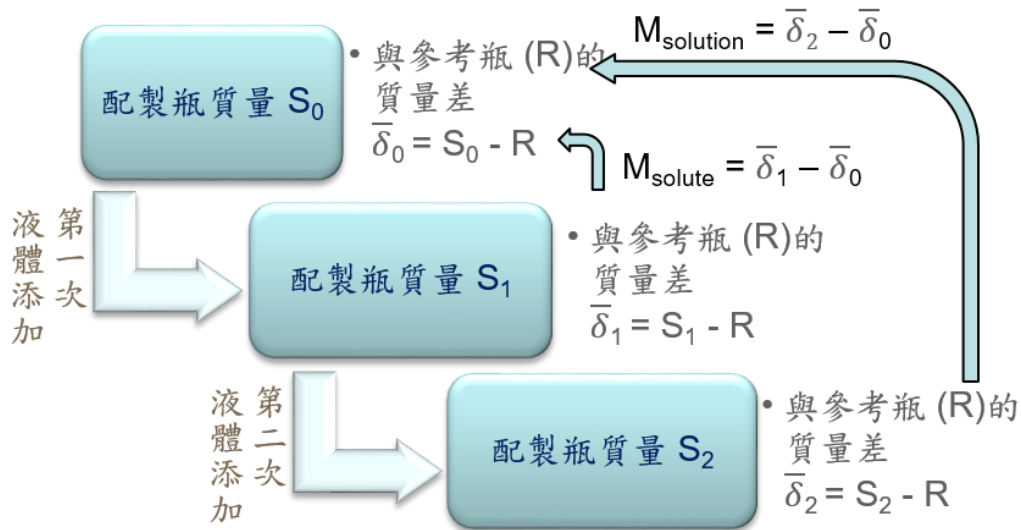 M_solution = δ̅₂ – δ̅₀
配製瓶質量 S₀
• 與參考瓶 (R)的
質量差
δ̅₀ = S₀ - R
M_solute = δ̅₁ – δ̅₀
第一次
液體添加
配製瓶質量 S₁
• 與參考瓶 (R)的
質量差
δ̅₁ = S₁ - R
第二次
液體添加
配製瓶質量 S₂
• 與參考瓶 (R)的
質量差
δ̅₂ = S₂ - R